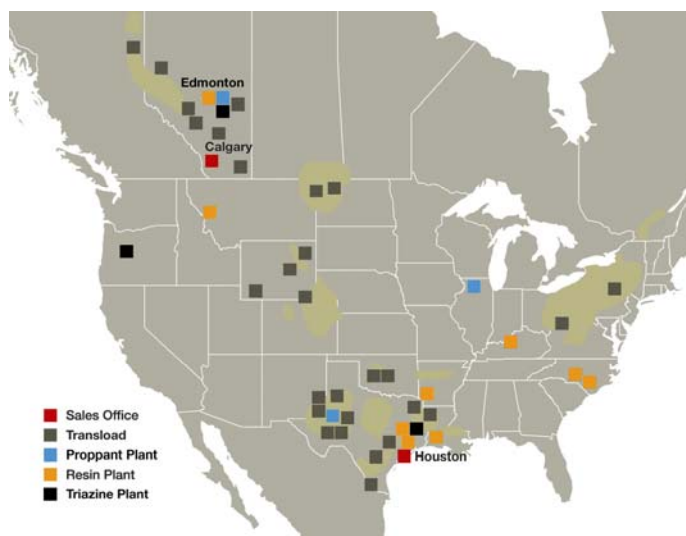 Edmonton
Calgary
Houston
Sales Office
Transload
Proppant Plant
Resin Plant
Triazine Plant